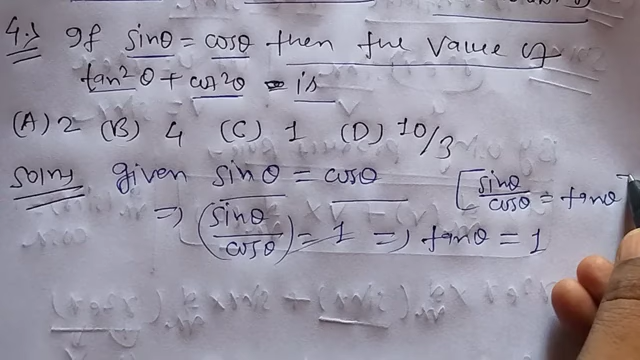 4.) If sinθ = cosθ then the value of
tan²θ + cot²θ is
(A) 2 (B) 4 (C) 1 (D) 10/3
Soln, given sinθ = cosθ [sinθ/cosθ = tanθ]
=> (sinθ/cosθ) = 1 => tanθ = 1